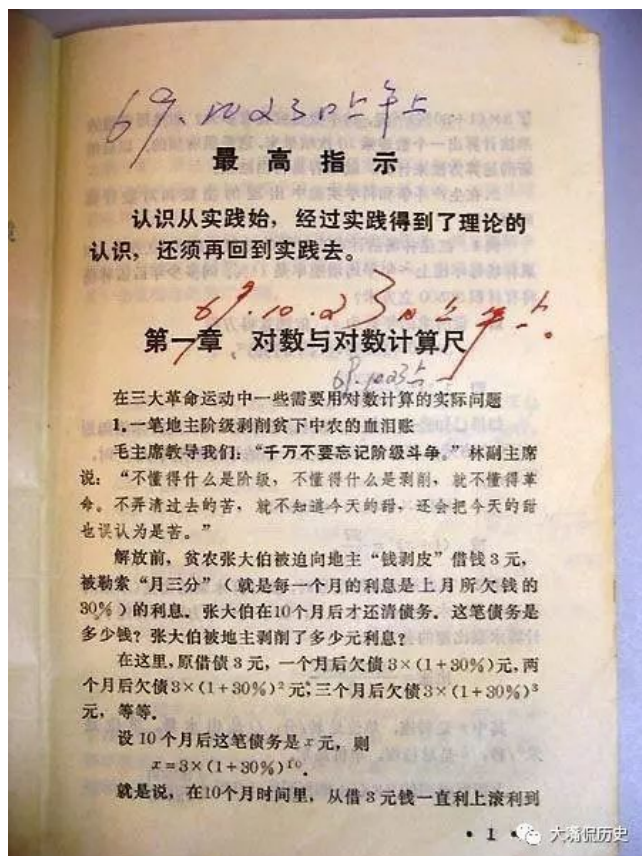 69.10.23日上午上
最高指示
认识从实践始，经过实践得到了理论的
认识，还须再回到实践去。
69.10.23日上午上。
第一章 对数与对数计算尺
69.10.23上
在三大革命运动中一些需要用对数计算的实际问题
1.一笔地主阶级剥削贫下中农的血泪账
毛主席教导我们：“千万不要忘记阶级斗争。”林副主席
说：“不懂得什么是阶级，不懂得什么是剥削，就不懂得革
命。不弄清过去的苦，就不知道今天的甜，还会把今天的甜
也误认为是苦。”
解放前，贫农张大伯被迫向地主“钱剥皮”借钱3元，
被勒索“月三分”（就是每一个月的利息是上月所欠钱的
30%）的利息。张大伯在10个月后才还清债务。这笔债务是
多少钱？张大伯被地主剥削了多少元利息？
在这里，原借债3元，一个月后欠债3×(1+30%)元，两
个月后欠债3×(1+30%)²元，三个月后欠债3×(1+30%)³
元，等等。
设10个月后这笔债务是x元，则
x=3×(1+30%)¹⁰。
就是说，在10个月时间里，从借3元钱一直利上滚利到
• 1 •
大嘴侃历史